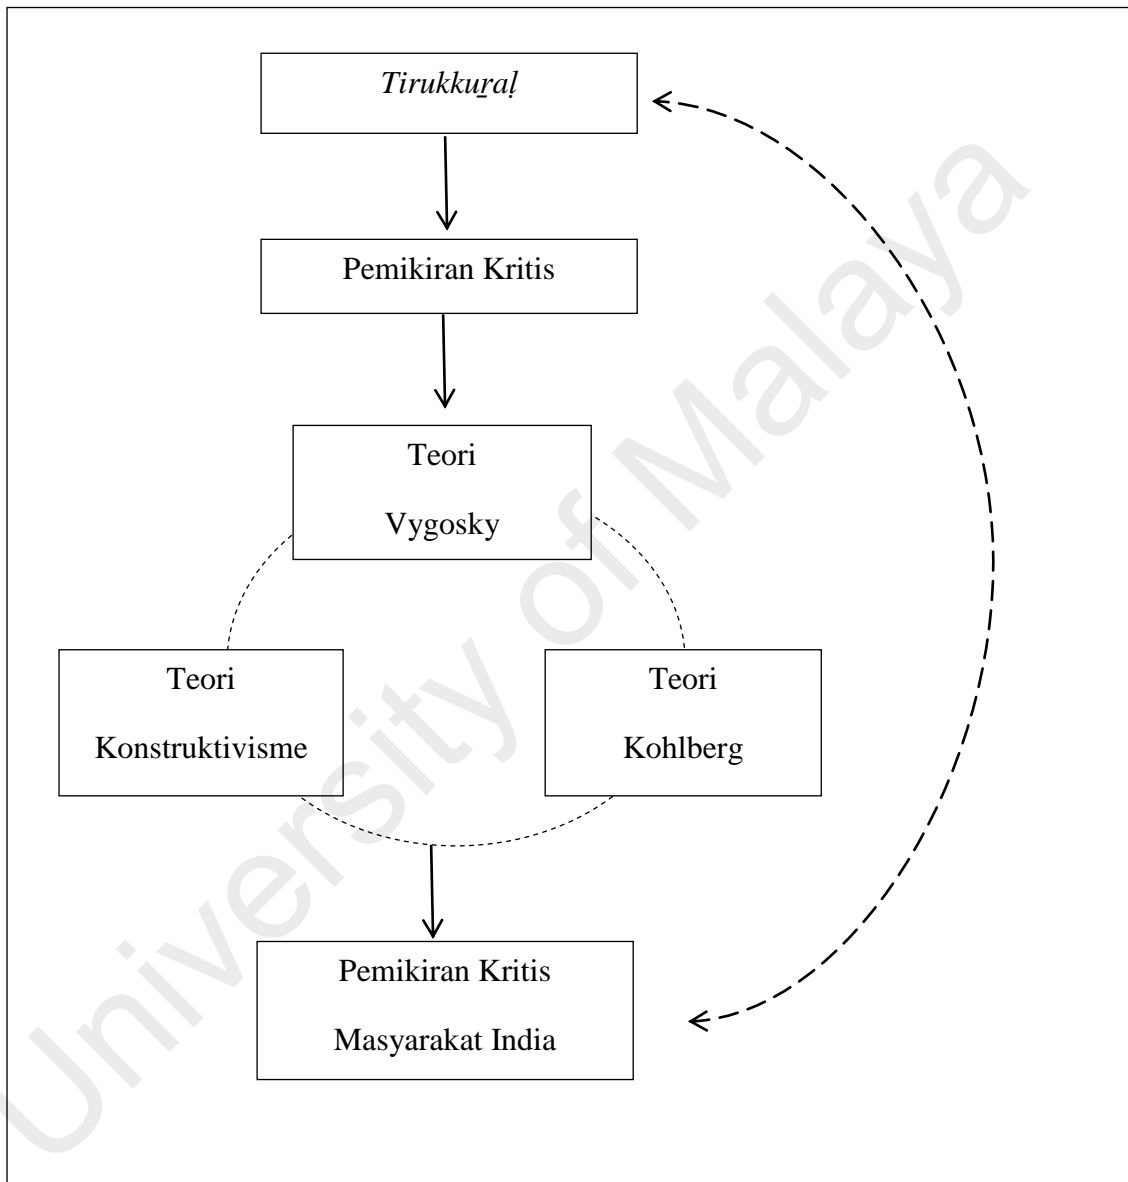 Tirukkuṟaḷ
Pemikiran Kritis
Teori
Vygosky
Teori
Konstruktivisme
Teori
Kohlberg
Pemikiran Kritis
Masyarakat India
University of Malaya